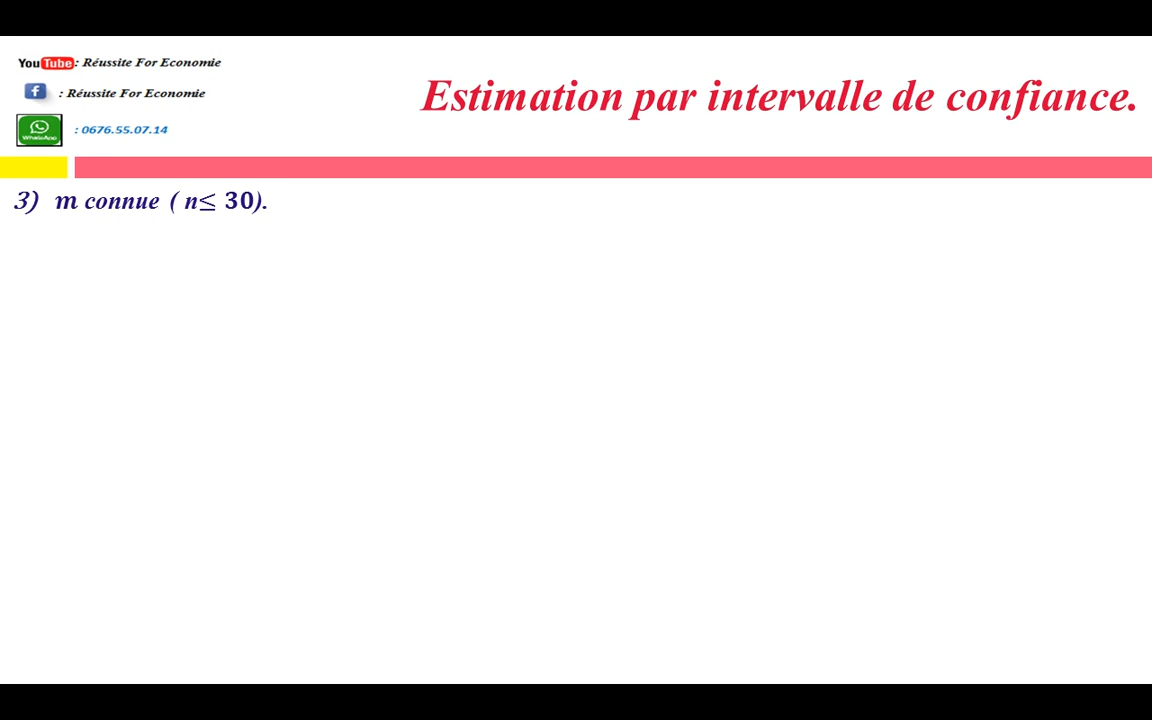 YouTube : Réussite For Economie
f : Réussite For Economie
WhatsApp : 0676.55.07.14
Estimation par intervalle de confiance.
3) m connue ( n≤ 30).